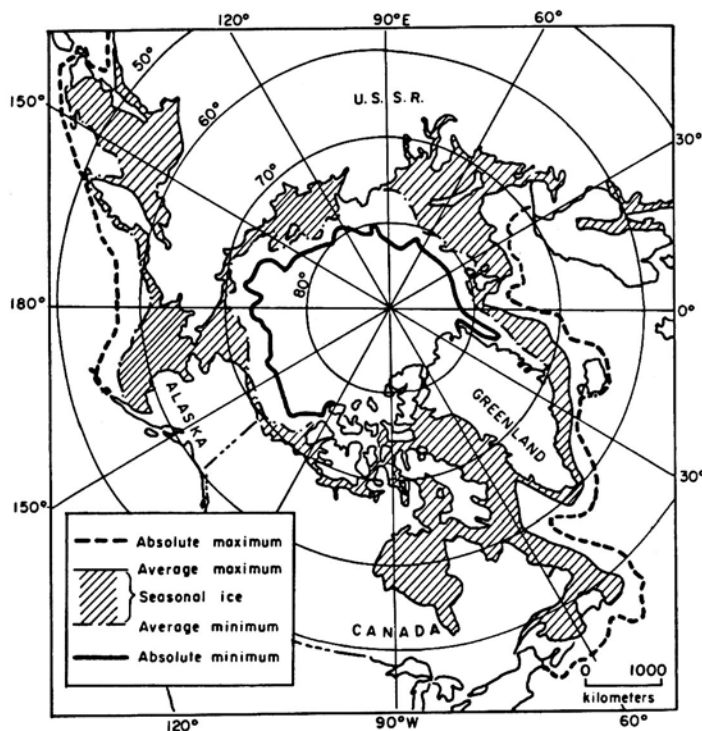 120°
90°E
60°
50°
150°
60°
U. S. S. R.
30°
70°
80°
180°
0°
ALASKA
GREENLAND
150°
30°
Absolute maximum
Average maximum
Seasonal ice
Average minimum
Absolute minimum
CANADA
0 1000
kilometers
120°
90°W
60°